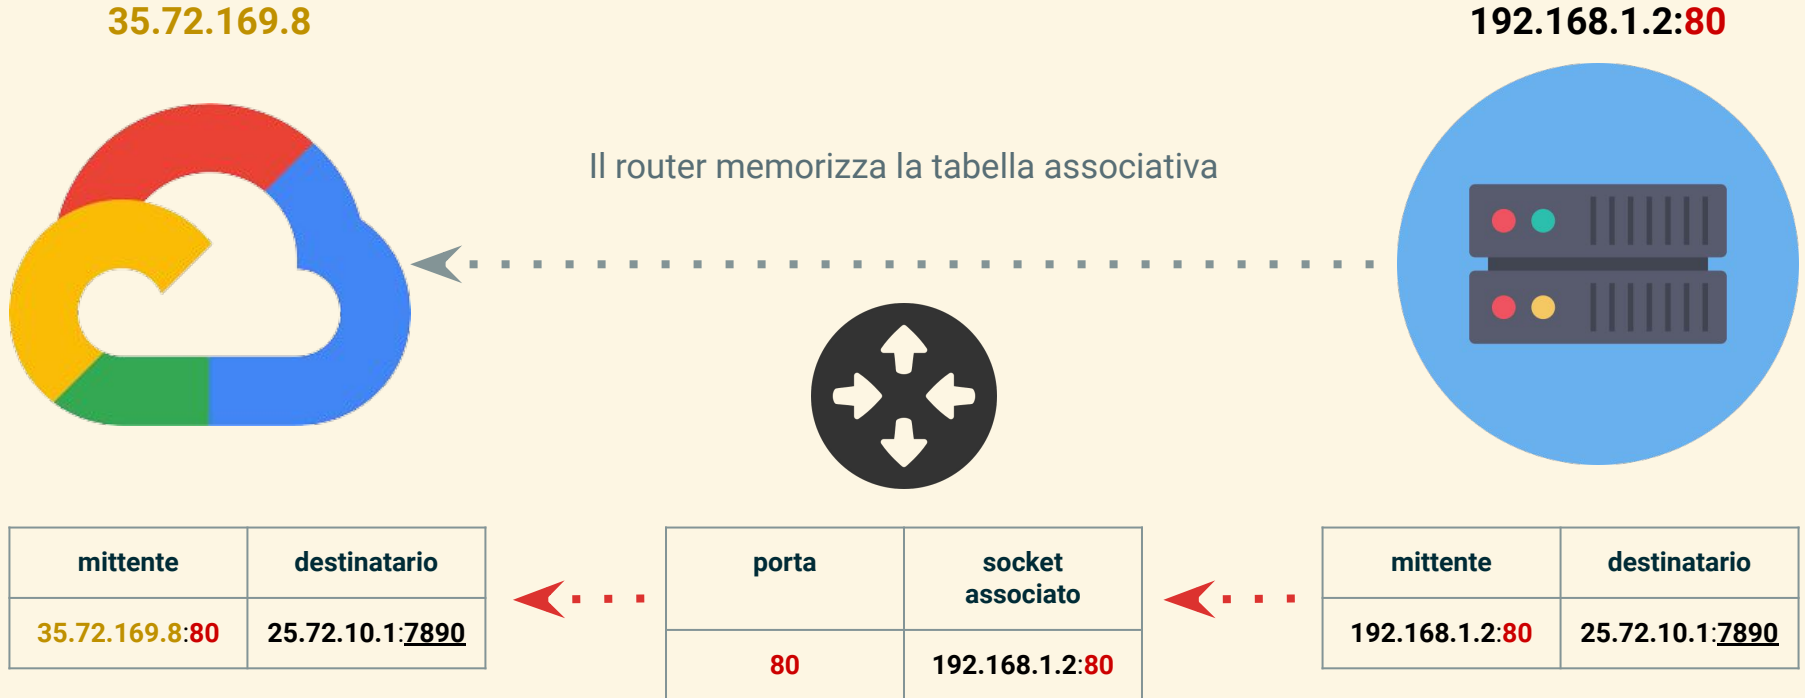 35.72.169.8
192.168.1.2:80
Il router memorizza la tabella associativa
mittente destinatario
35.72.169.8:80 25.72.10.1:7890
porta socket
associato
80 192.168.1.2:80
mittente destinatario
192.168.1.2:80 25.72.10.1:7890